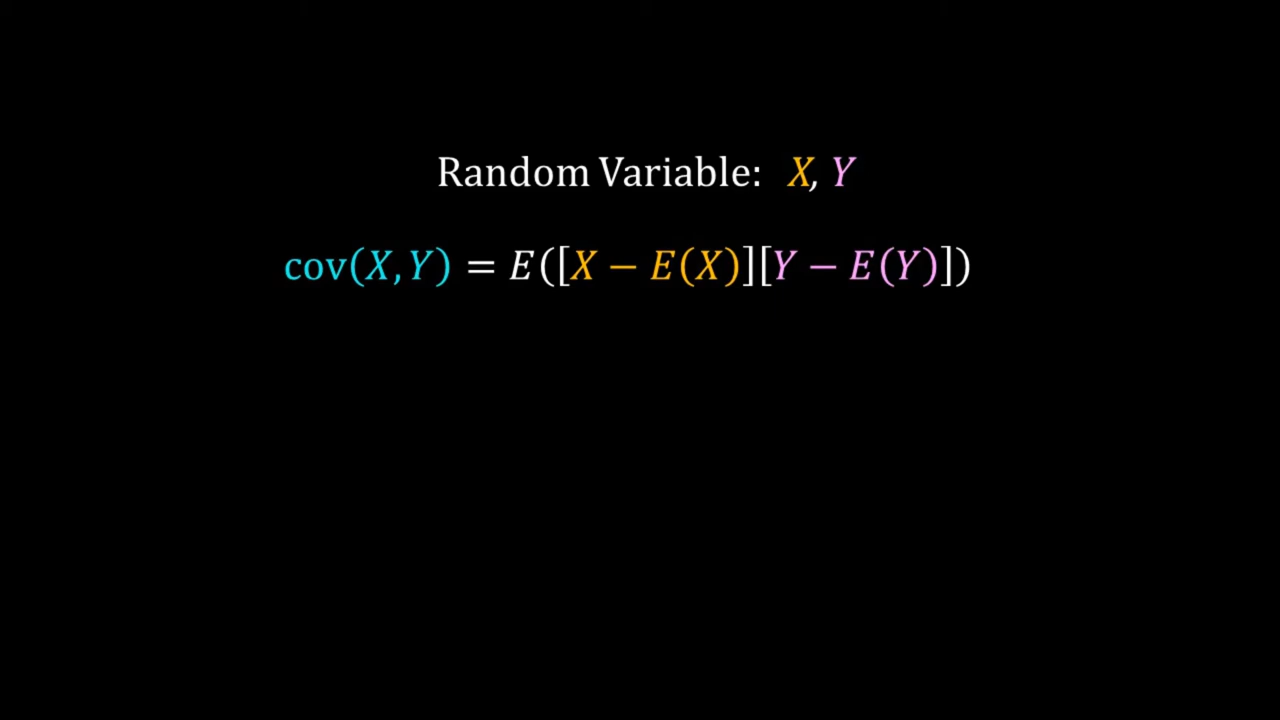 Random Variable: X, Y
cov(X, Y) = E([X − E(X)][Y − E(Y)])